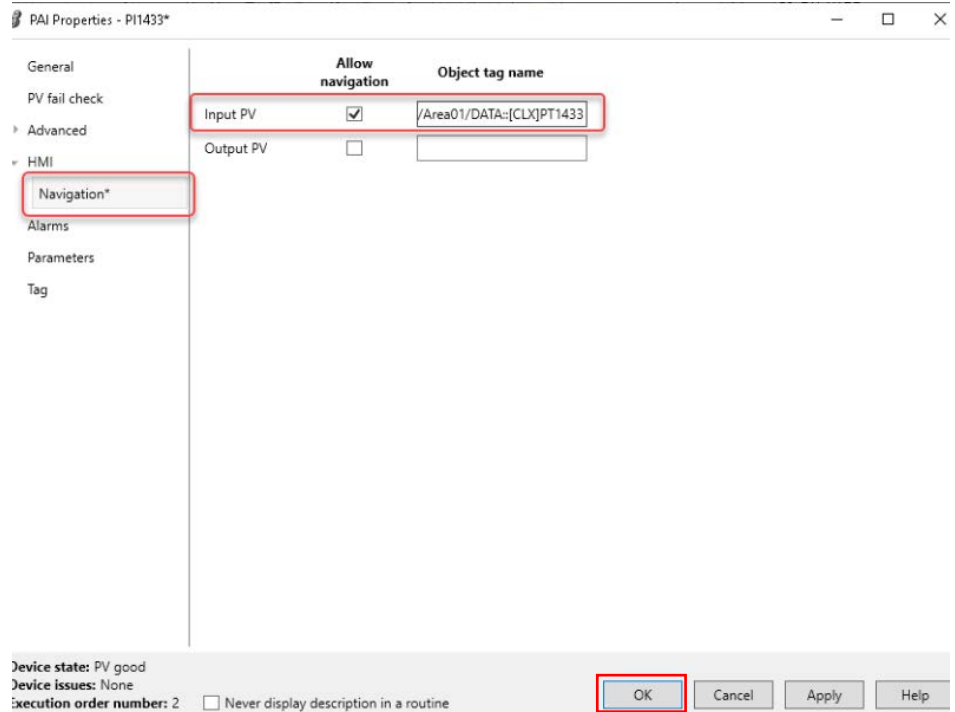 PAI Properties - PI1433*
General
PV fail check
Advanced
HMI
Navigation*
Alarms
Parameters
Tag
Allow
navigation
Object tag name
Input PV
/Area01/DATA::[CLX]PT1433
Output PV
Device state: PV good
Device issues: None
Execution order number: 2
Never display description in a routine
OK
Cancel
Apply
Help